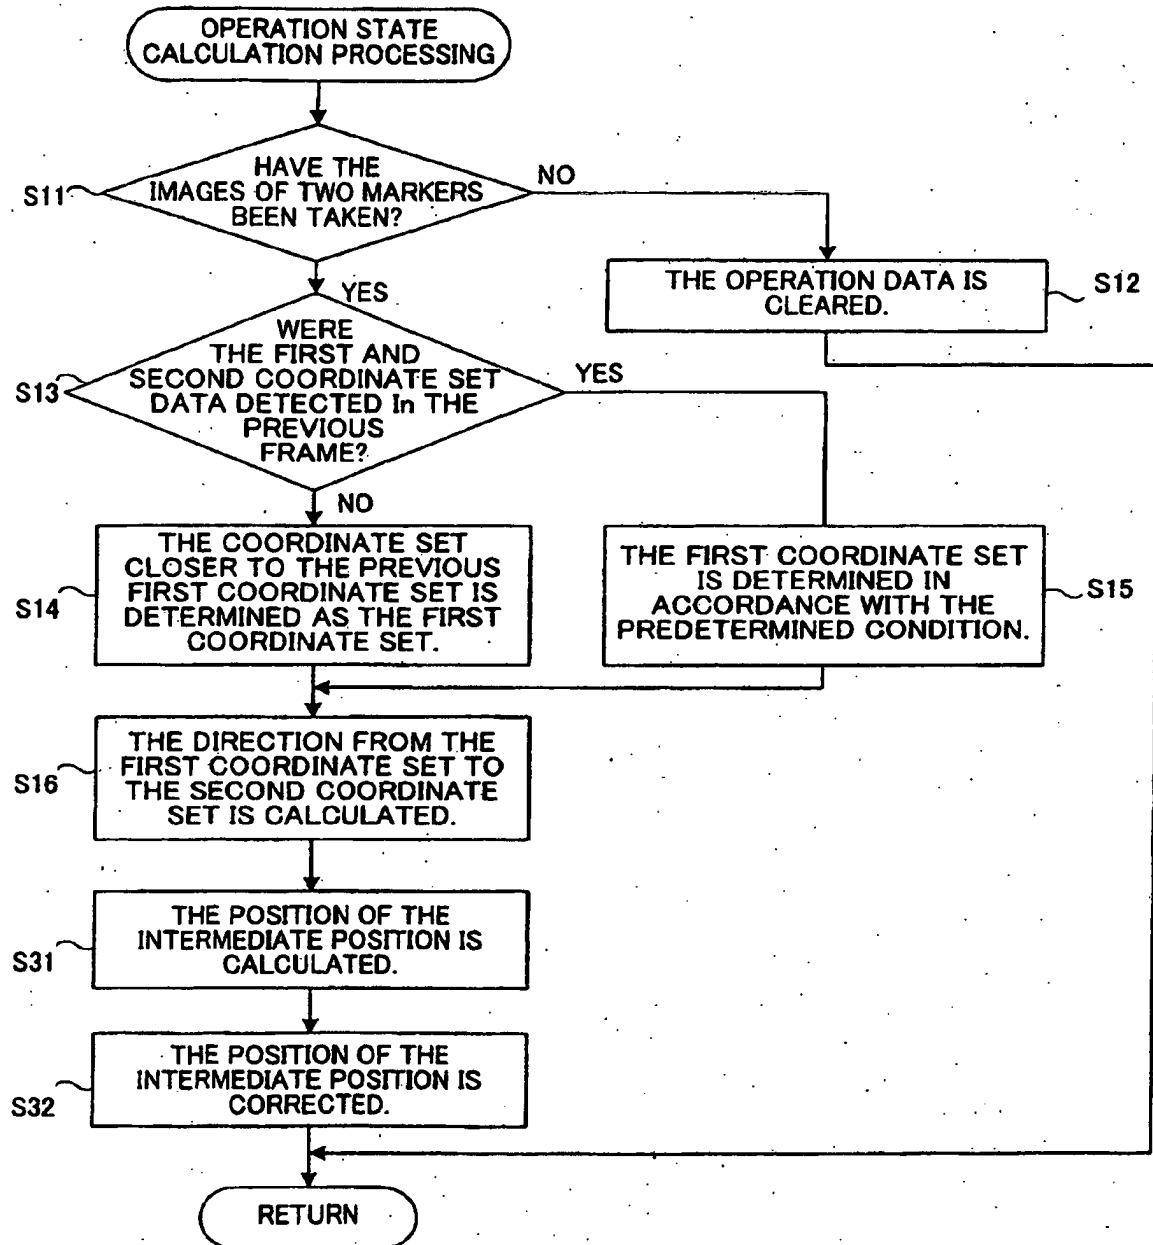 OPERATION STATE
CALCULATION PROCESSING
S11
HAVE THE
IMAGES OF TWO MARKERS
BEEN TAKEN?
NO
YES
THE OPERATION DATA IS
CLEARED.
S12
S13
WERE
THE FIRST AND
SECOND COORDINATE SET
DATA DETECTED In THE
PREVIOUS
FRAME?
YES
NO
S14
THE COORDINATE SET
CLOSER TO THE PREVIOUS
FIRST COORDINATE SET IS
DETERMINED AS THE FIRST
COORDINATE SET.
THE FIRST COORDINATE SET
IS DETERMINED IN
ACCORDANCE WITH THE
PREDETERMINED CONDITION.
S15
S16
THE DIRECTION FROM THE
FIRST COORDINATE SET TO
THE SECOND COORDINATE
SET IS CALCULATED.
S31
THE POSITION OF THE
INTERMEDIATE POSITION IS
CALCULATED.
S32
THE POSITION OF THE
INTERMEDIATE POSITION IS
CORRECTED.
RETURN